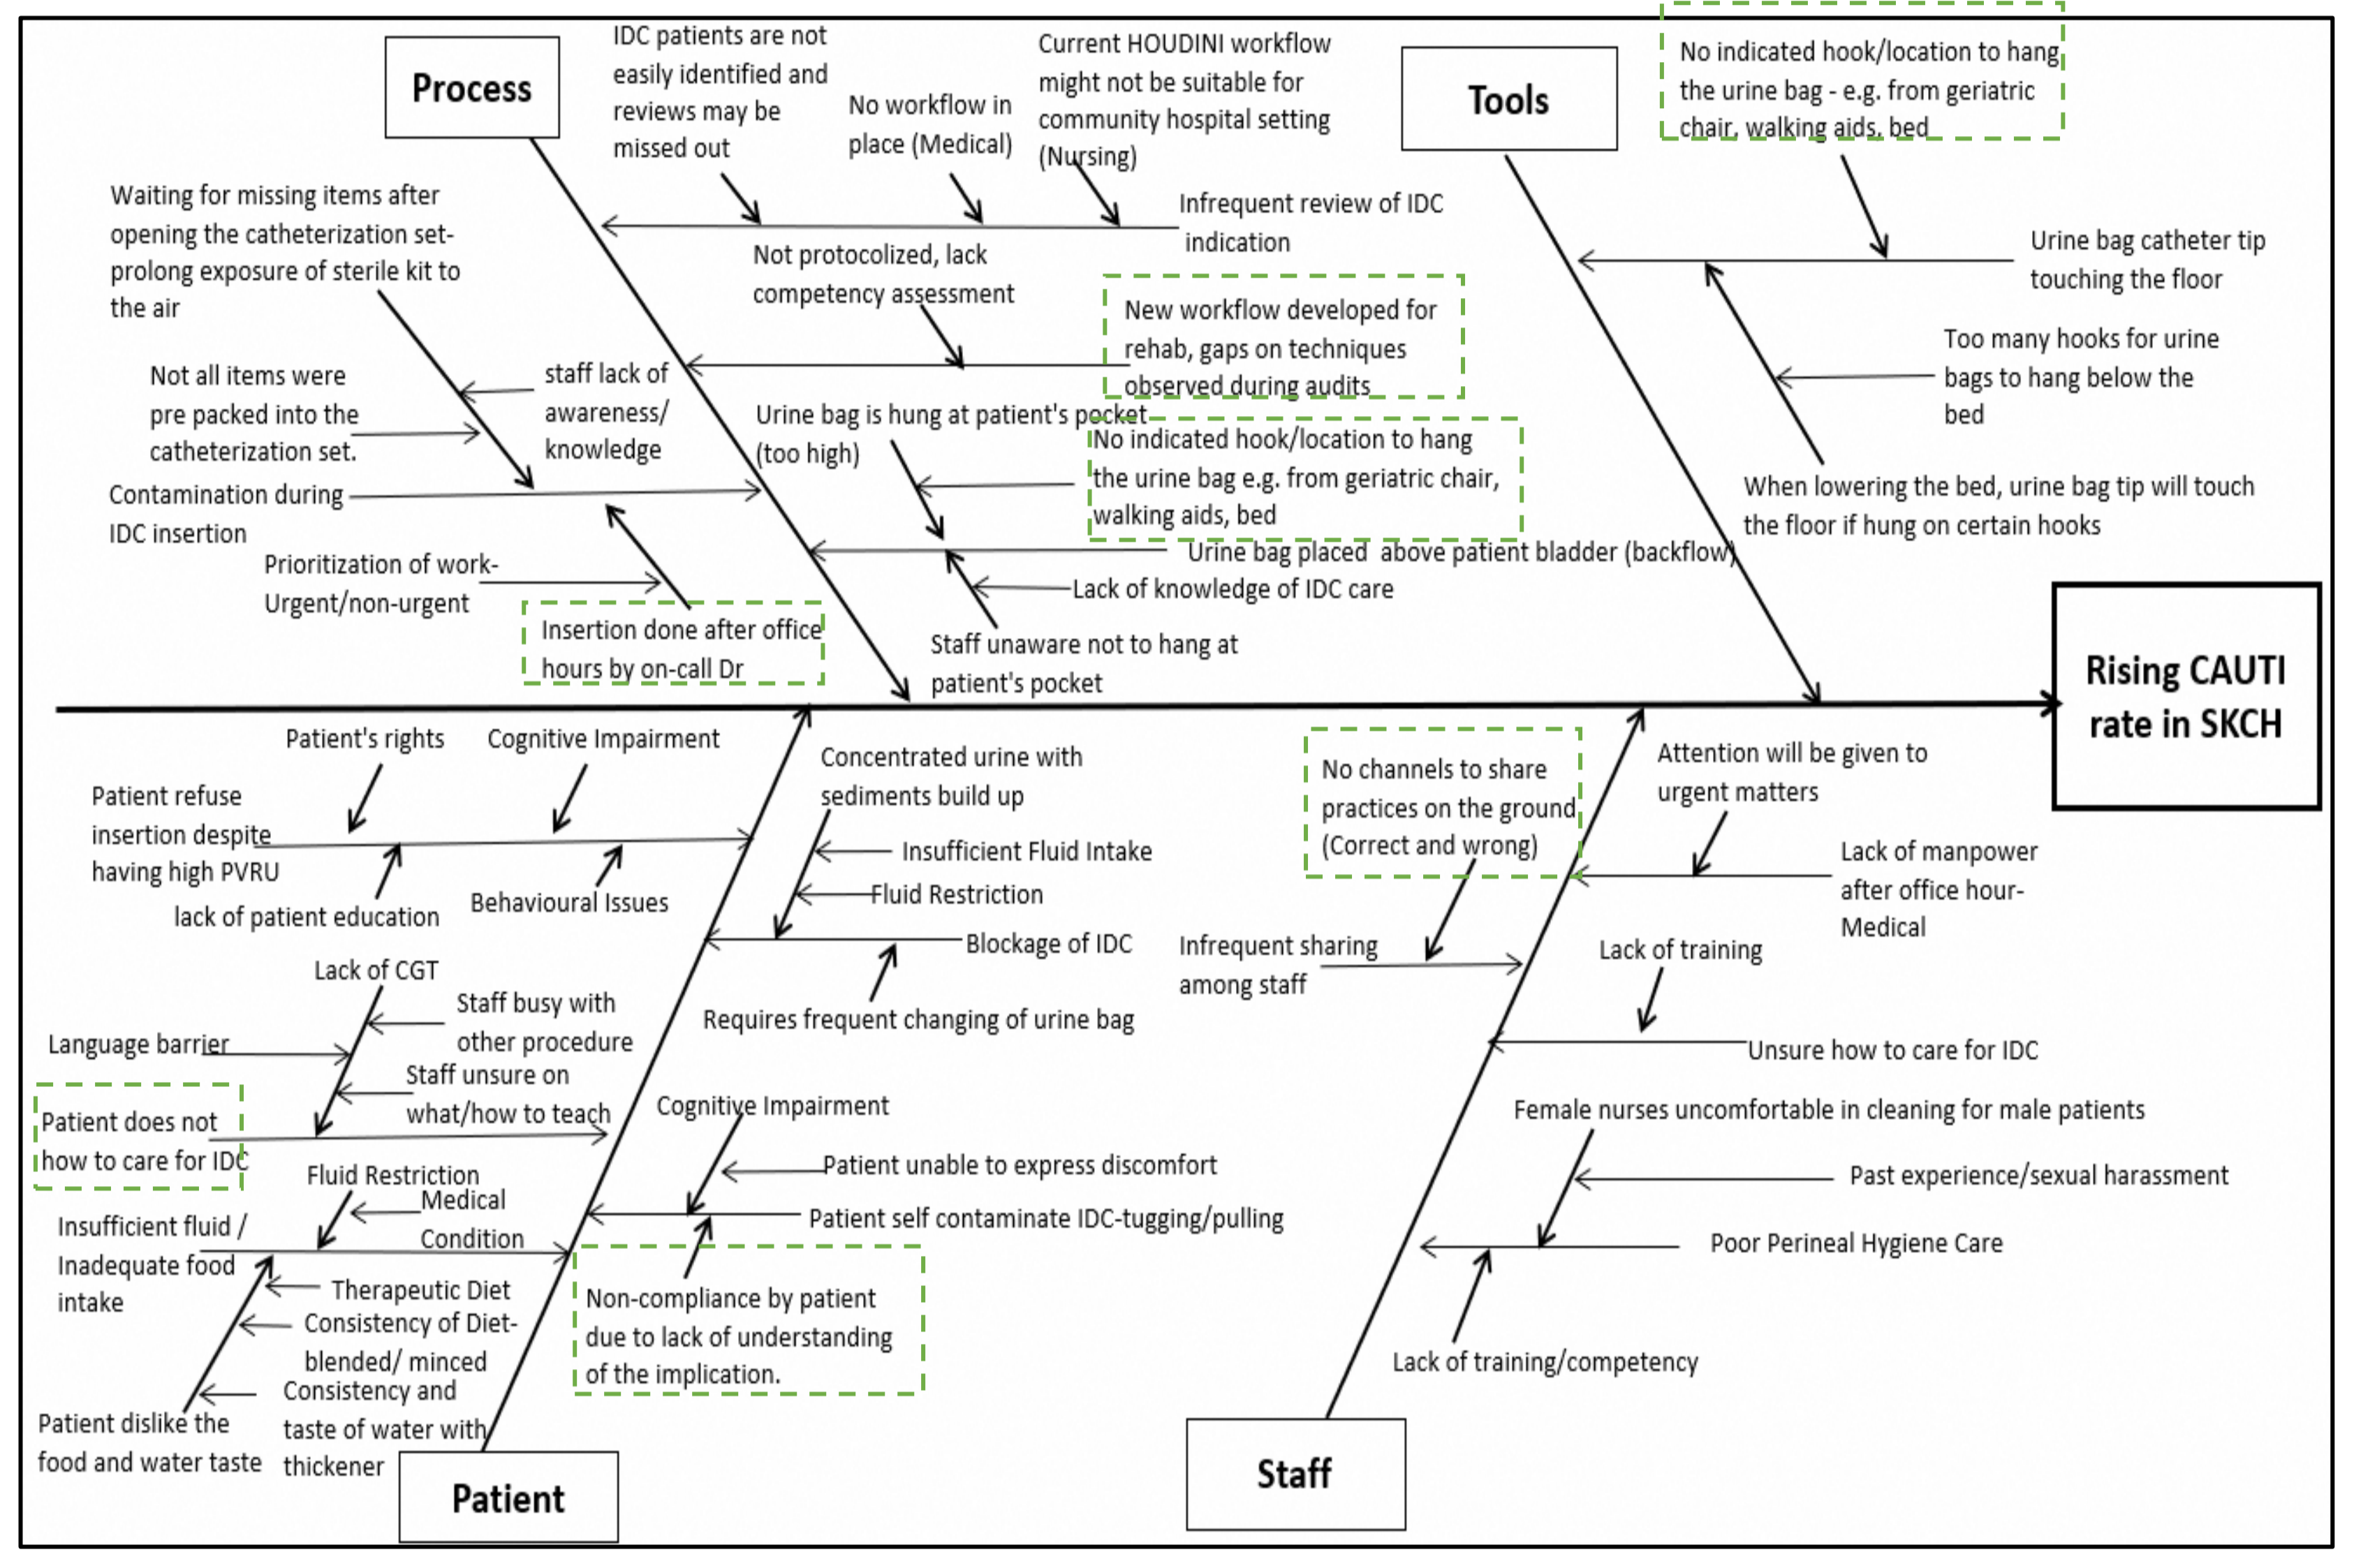 Process
IDC patients are not
easily identified and
reviews may be
missed out
No workflow in
place (Medical)
Current HOUDINI workflow
might not be suitable for
community hospital setting
(Nursing)
Infrequent review of IDC
indication
Waiting for missing items after
opening the catheterization set-
prolong exposure of sterile kit to
the air
Not protocolized, lack
competency assessment
New workflow developed for
rehab, gaps on techniques
observed during audits
Not all items were
pre packed into the
catheterization set.
staff lack of
awareness/
knowledge
Contamination during
IDC insertion
Prioritization of work-
Urgent/non-urgent
Insertion done after office
hours by on-call Dr
Urine bag is hung at patient's pocket
(too high)
No indicated hook/location to hang
the urine bag e.g. from geriatric chair,
walking aids, bed
Urine bag placed above patient bladder (backflow)
Lack of knowledge of IDC care
Staff unaware not to hang at
patient's pocket
Tools
No indicated hook/location to hang
the urine bag - e.g. from geriatric
chair, walking aids, bed
Urine bag catheter tip
touching the floor
Too many hooks for urine
bags to hang below the
bed
When lowering the bed, urine bag tip will touch
the floor if hung on certain hooks
Rising CAUTI
rate in SKCH
Patient's rights
Cognitive Impairment
Patient refuse
insertion despite
having high PVRU
lack of patient education
Behavioural Issues
Concentrated urine with
sediments build up
Insufficient Fluid Intake
Fluid Restriction
Blockage of IDC
Requires frequent changing of urine bag
Lack of CGT
Staff busy with
other procedure
Language barrier
Staff unsure on
what/how to teach
Patient does not
how to care for IDC
Cognitive Impairment
Patient unable to express discomfort
Patient self contaminate IDC-tugging/pulling
Non-compliance by patient
due to lack of understanding
of the implication.
Fluid Restriction
Medical
Condition
Insufficient fluid /
Inadequate food
intake
Therapeutic Diet
Consistency of Diet-
blended/ minced
Consistency and
taste of water with
thickener
Patient dislike the
food and water taste
Patient
No channels to share
practices on the ground
(Correct and wrong)
Infrequent sharing
among staff
Attention will be given to
urgent matters
Lack of manpower
after office hour-
Medical
Lack of training
Unsure how to care for IDC
Female nurses uncomfortable in cleaning for male patients
Past experience/sexual harassment
Poor Perineal Hygiene Care
Lack of training/competency
Staff